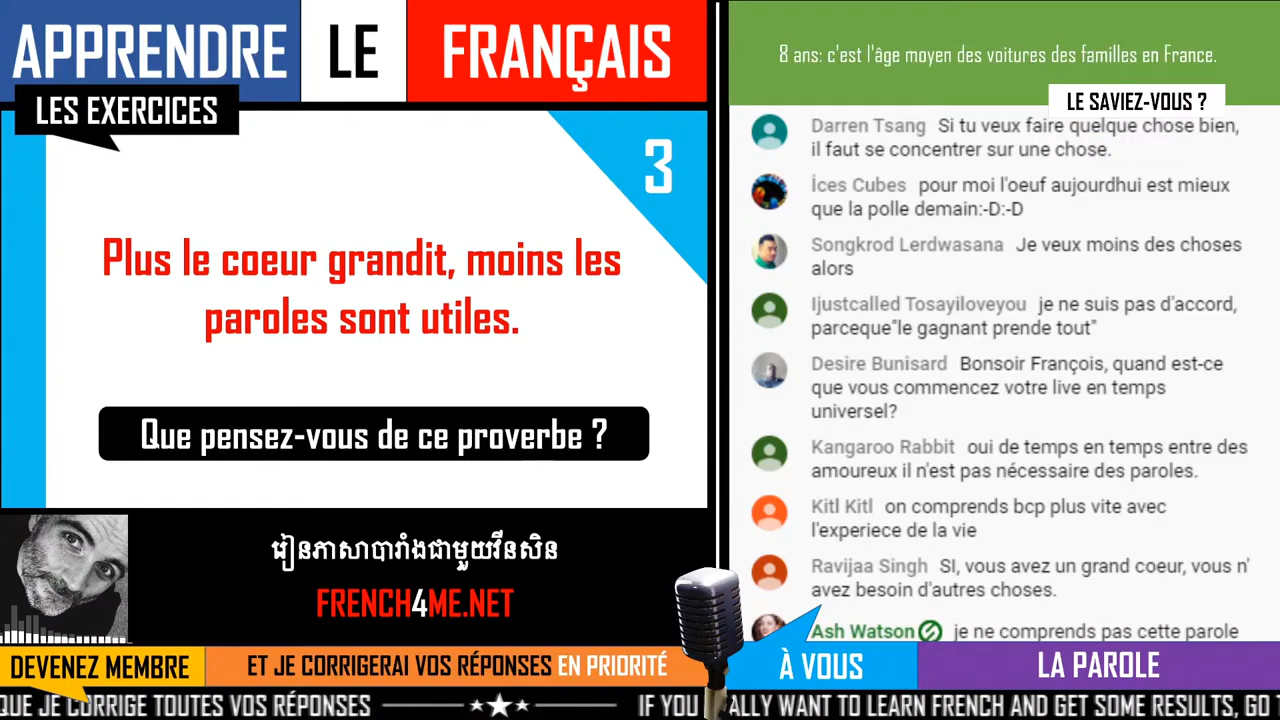 APPRENDRE LE FRANÇAIS
LES EXERCICES
3
Plus le coeur grandit, moins les
paroles sont utiles.
Que pensez-vous de ce proverbe ?
រៀនភាសាបារាំងជាមួយវីនសិន
FRENCH4ME.NET
DEVENEZ MEMBRE
ET JE CORRIGERAI VOS RÉPONSES EN PRIORITÉ
8 ans: c'est l'âge moyen des voitures des familles en France.
LE SAVIEZ-VOUS ?
Darren Tsang Si tu veux faire quelque chose bien,
il faut se concentrer sur une chose.
İces Cubes pour moi l'oeuf aujourdhui est mieux
que la polle demain:-D:-D
Songkrod Lerdwasana Je veux moins des choses
alors
Ijustcalled Tosayiloveyou je ne suis pas d'accord,
parceque"le gagnant prende tout"
Desire Bunisard Bonsoir François, quand est-ce
que vous commencez votre live en temps
universel?
Kangaroo Rabbit oui de temps en temps entre des
amoureux il n'est pas nécessaire des paroles.
Kitl Kitl on comprends bcp plus vite avec
l'experiece de la vie
Ravijaa Singh SI, vous avez un grand coeur, vous n'
avez besoin d'autres choses.
Ash Watson je ne comprends pas cette parole
À VOUS
LA PAROLE
QUE JE CORRIGE TOUTES VOS RÉPONSES
IF YOU ALLY WANT TO LEARN FRENCH AND GET SOME RESULTS, GO